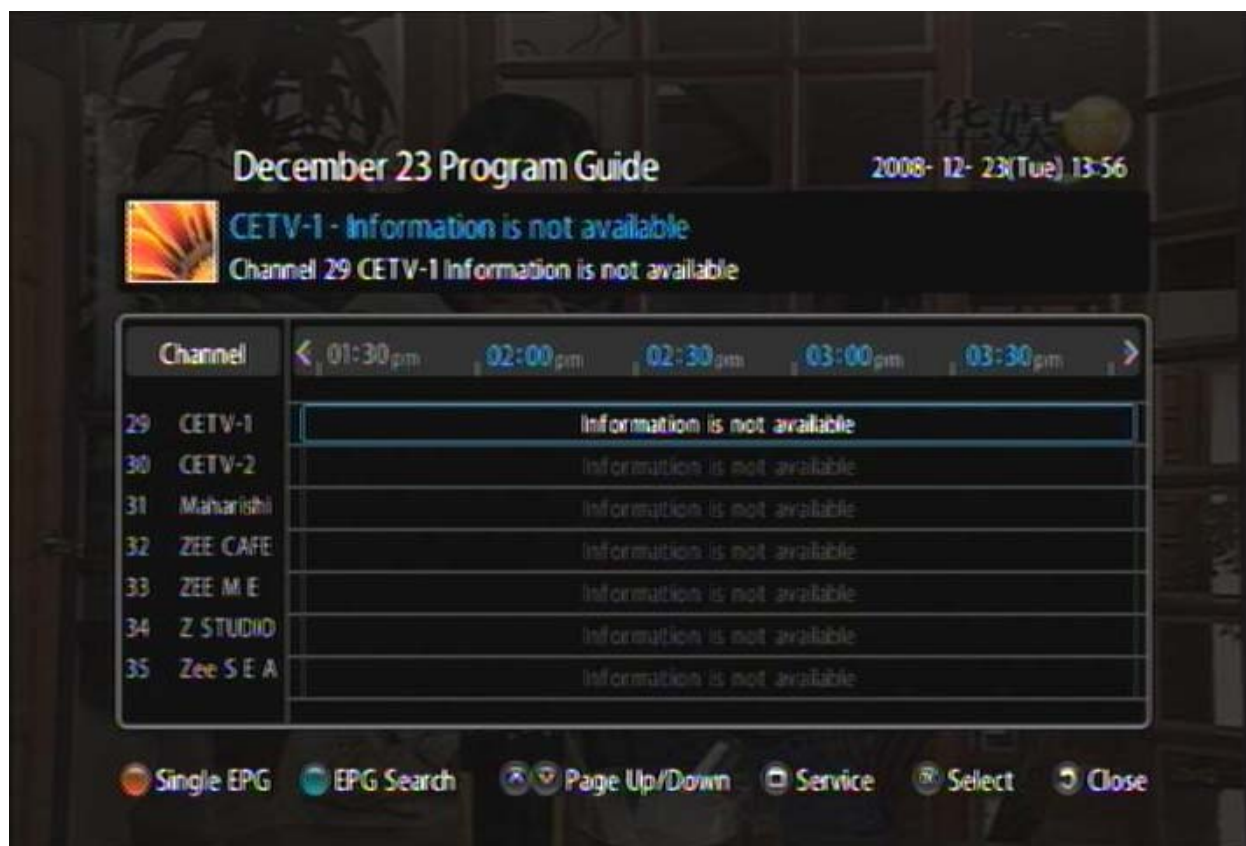 华娱
December 23 Program Guide 2008- 12- 23(Tue) 13:56
CETV-1 - Information is not available
Channel 29 CETV-1 Information is not available
Channel 01:30pm 02:00pm 02:30pm 03:00pm 03:30pm
29 CETV-1 Information is not available
30 CETV-2 Information is not available
31 Maharishi Information is not available
32 ZEE CAFE Information is not available
33 ZEE M E Information is not available
34 Z STUDIO Information is not available
35 Zee S E A Information is not available
Single EPG EPG Search Page Up/Down Service Select Close